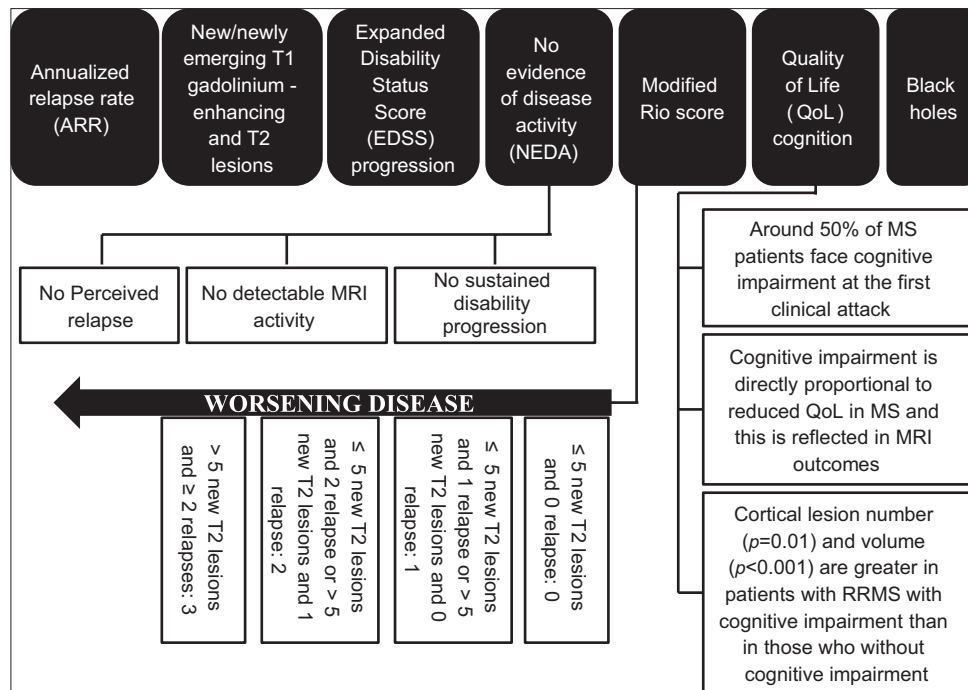 Annualized
relapse rate
(ARR)
New/newly
emerging T1
gadolinium -
enhancing
and T2
lesions
Expanded
Disability
Status
Score
(EDSS)
progression
No
evidence
of disease
activity
(NEDA)
Modified
Rio score
Quality
of Life
( QoL )
cognition
Black
holes
No Perceived
relapse
No detectable MRI
activity
No sustained
disability
progression
WORSENING DISEASE
> 5 new T2 lesions
and ≥ 2 relapses: 3
≤ 5 new T2 lesions
and 2 relapse or > 5
new T2 lesions and 1
relapse: 2
≤ 5 new T2 lesions
and 1 relapse or > 5
new T2 lesions and 0
relapse: 1
≤ 5 new T2 lesions
and 0 relapse: 0
Around 50% of MS
patients face cognitive
impairment at the first
clinical attack
Cognitive impairment is
directly proportional to
reduced QoL in MS and
this is reflected in MRI
outcomes
Cortical lesion number
(p=0.01) and volume
(p<0.001) are greater in
patients with RRMS with
cognitive impairment than
in those who without
cognitive impairment